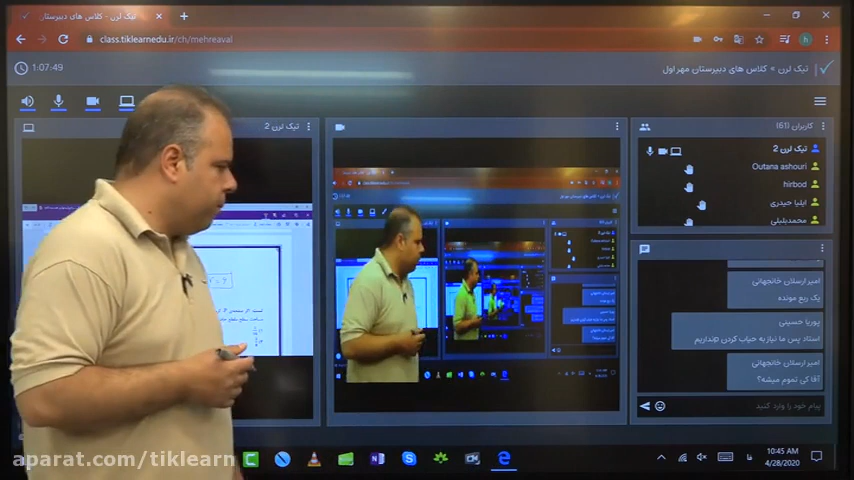 تیک لرن - کلاس های دبیرستان
class.tiklearnedu.ir/ch/mehreaval
h
1:07:49
تیک لرن » کلاس های دبیرستان مهر اول
تیک لرن 2
کاربران (61)
تیک لرن 2
Outana ashouri
hirbod
ایلیا حیدری
محمدبلبلی
امیر ارسلان خانجهانی
یک ربع مونده
پوریا حسینی
استاد پس ما نیاز به حیاب کردن نداریم
امیر ارسلان خانجهانی
آقا کی تموم میشه؟
پیام خود را وارد کنید
10:45 AM
4/28/2020
فا
aparat.com/tiklearn